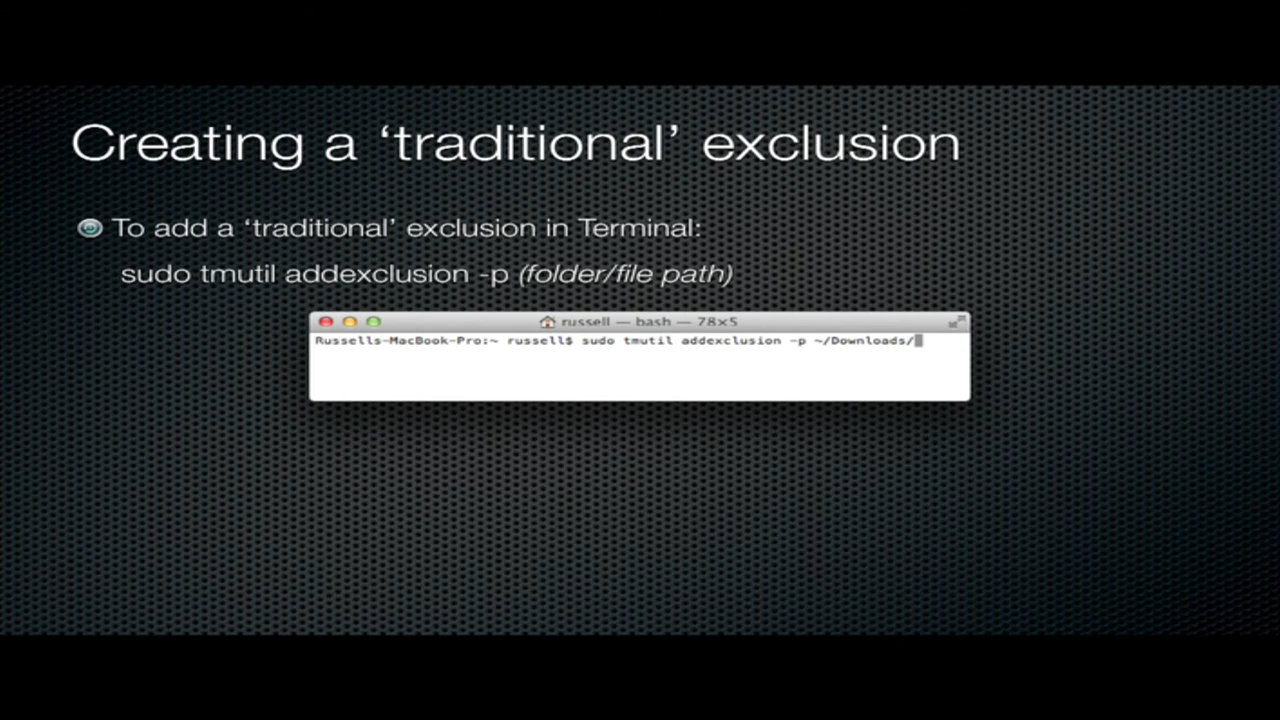 Creating a ‘traditional’ exclusion
To add a ‘traditional’ exclusion in Terminal:
sudo tmutil addexclusion -p (folder/file path)
russell — bash — 78×5
Russells-MacBook-Pro:~ russell$ sudo tmutil addexclusion -p ~/Downloads/